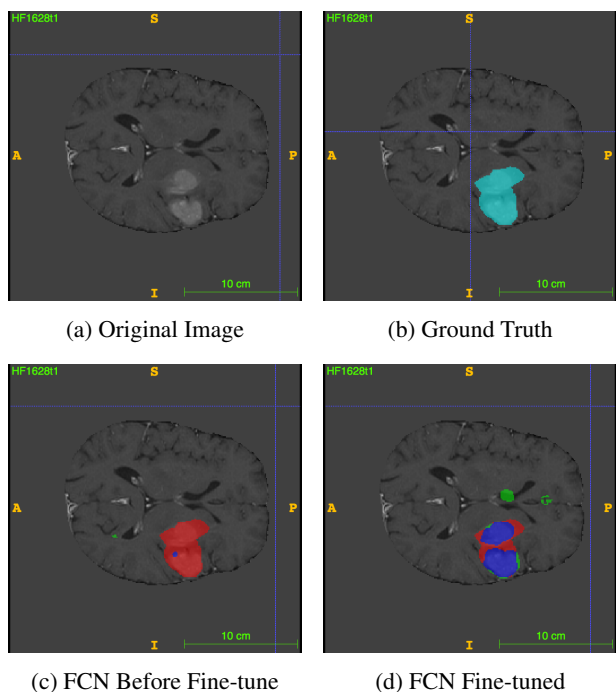 HF1628t1
S
A
P
10 cm
I
(a) Original Image
HF1628t1
S
A
P
10 cm
I
(b) Ground Truth
HF1628t1
S
A
P
10 cm
I
(c) FCN Before Fine-tune
HF1628t1
S
A
P
10 cm
I
(d) FCN Fine-tuned